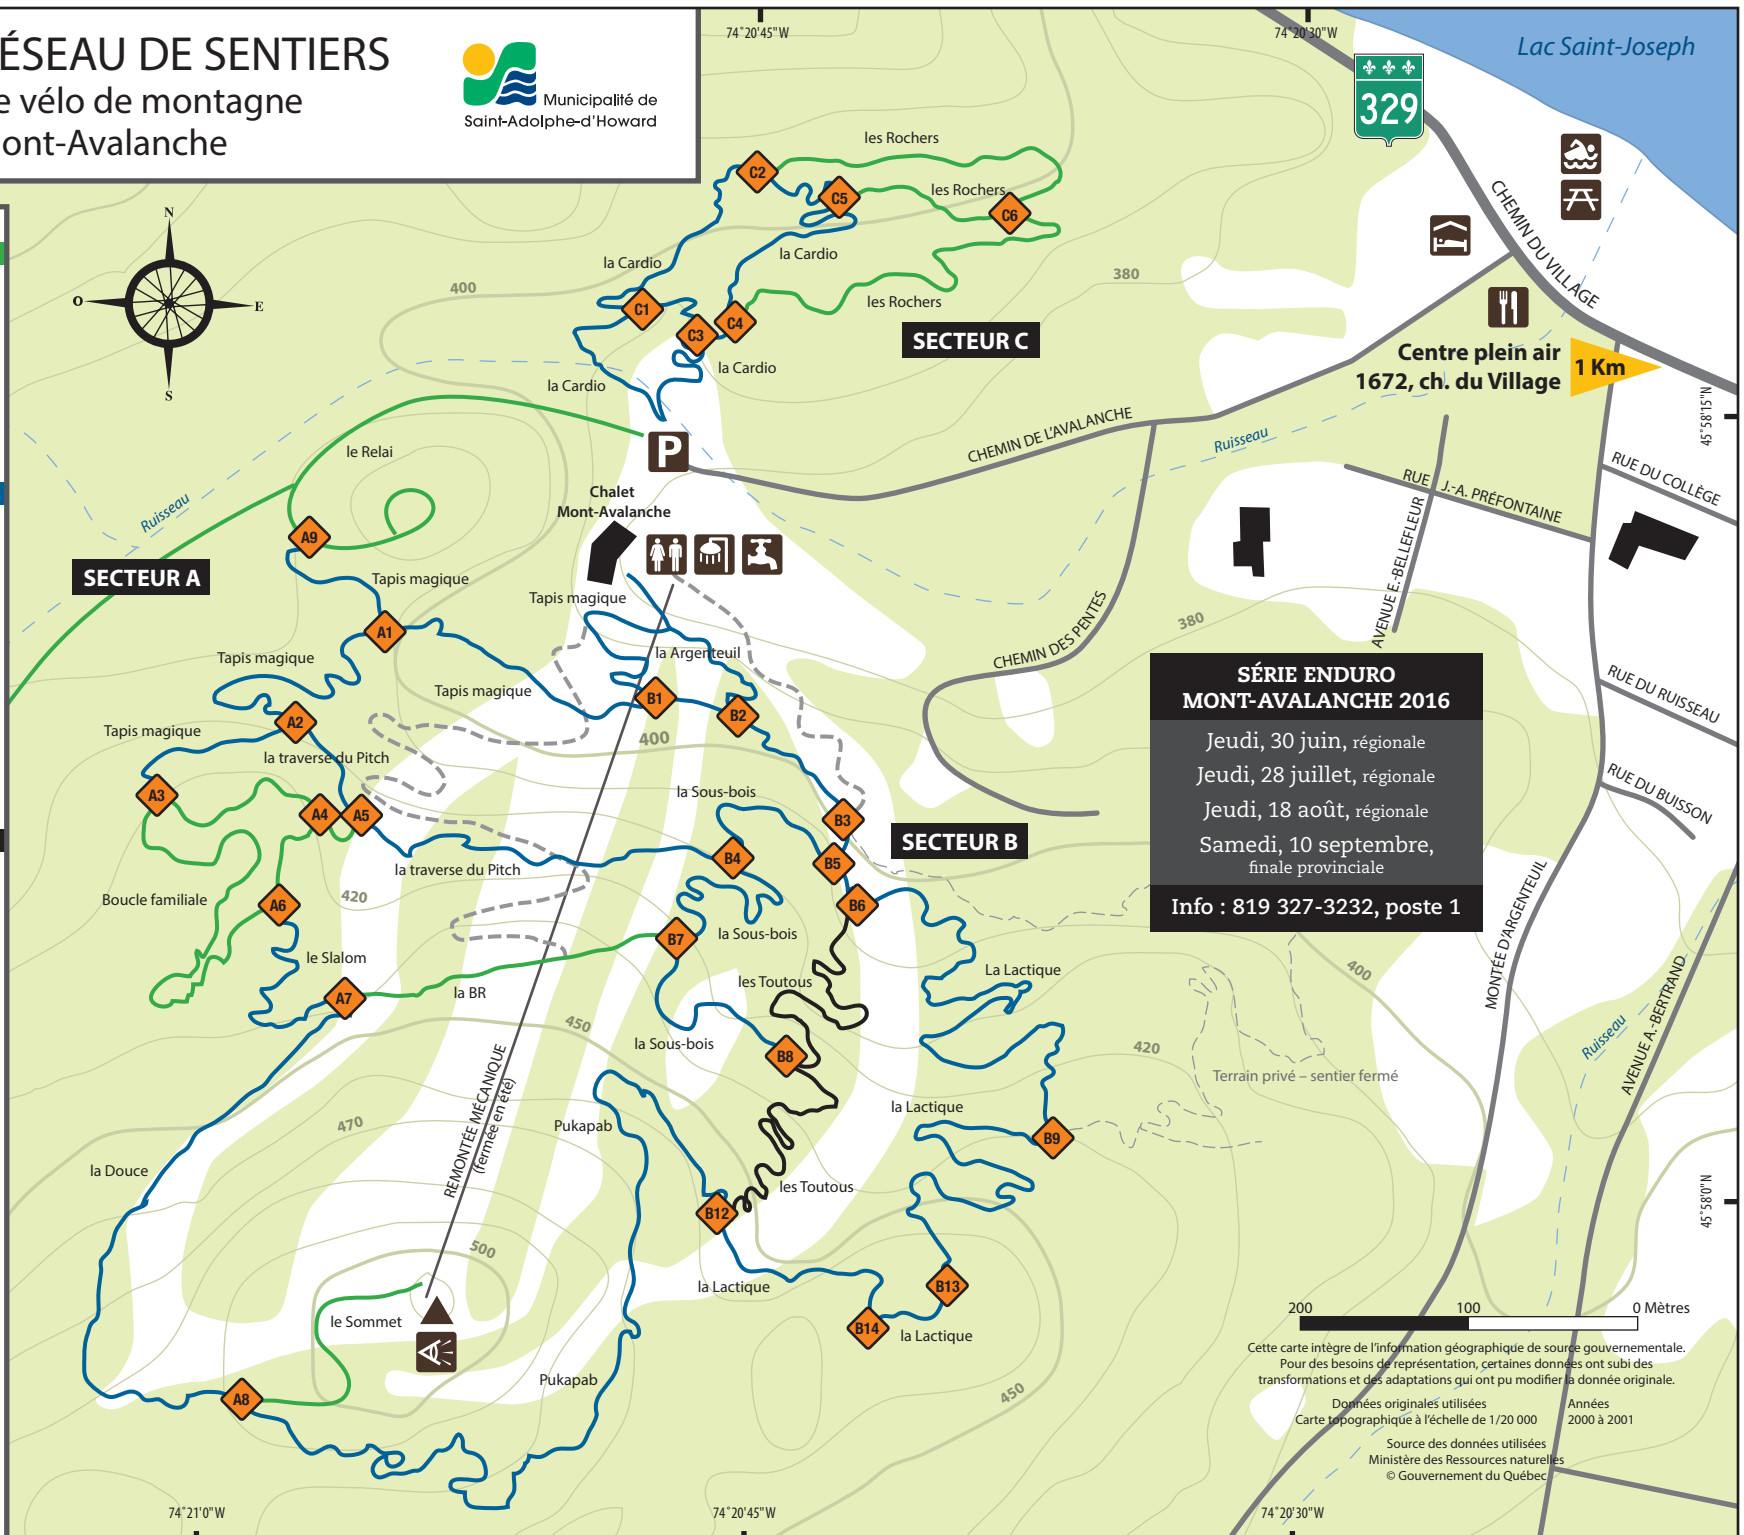 ÉSEAU DE SENTIERS
e vélo de montagne
ont-Avalanche
Municipalité de
Saint-Adolphe-d'Howard
74°20'45"W
74°20'30"W
Lac Saint-Joseph
329
CHEMIN DU VILLAGE
N
O
E
S
les Rochers
C2
C5
les Rochers
C6
la Cardio
la Cardio
400
380
C1
C4
C3
les Rochers
SECTEUR C
la Cardio
la Cardio
Centre plein air
1672, ch. du Village
1 Km
45°58'15"N
CHEMIN DE L'AVALANCHE
Ruisseau
P
le Relai
Chalet
Mont-Avalanche
Ruisseau
RUE J.-A. PRÉFONTAINE
RUE DU COLLÈGE
AVENUE E.-BELLEFLEUR
A9
SECTEUR A
Tapis magique
Tapis magique
CHEMIN DES PENTES
380
A1
Tapis magique
la Argenteuil
Tapis magique
B1
B2
A2
Tapis magique
400
la traverse du Pitch
RUE DU RUISSEAU
RUE DU BUISSON
SÉRIE ENDURO
MONT-AVALANCHE 2016
Jeudi, 30 juin, régionale
Jeudi, 28 juillet, régionale
Jeudi, 18 août, régionale
Samedi, 10 septembre,
finale provinciale
Info : 819 327-3232, poste 1
A3
A4
A5
la Sous-bois
B3
SECTEUR B
B4
B5
la traverse du Pitch
420
Boucle familiale
A6
B6
B7
la Sous-bois
le Slalom
La Lactique
les Toutous
A7
la BR
450
la Sous-bois
B8
400
420
Terrain privé – sentier fermé
MONTÉE D'ARGENTEUIL
AVENUE A.-BERTRAND
Ruisseau
REMONTÉE MÉCANIQUE
(fermée en été)
470
Pukapab
la Lactique
B9
la Douce
les Toutous
B12
45°58'0"N
500
la Lactique
B13
le Sommet
B14
la Lactique
Pukapab
A8
450
200
100
0 Mètres
Cette carte intègre de l'information géographique de source gouvernementale.
Pour des besoins de représentation, certaines données ont subi des
transformations et des adaptations qui ont pu modifier la donnée originale.
Données originales utilisées Années
Carte topographique à l'échelle de 1/20 000 2000 à 2001
Source des données utilisées
Ministère des Ressources naturelles
© Gouvernement du Québec
74°21'0"W
74°20'45"W
74°20'30"W